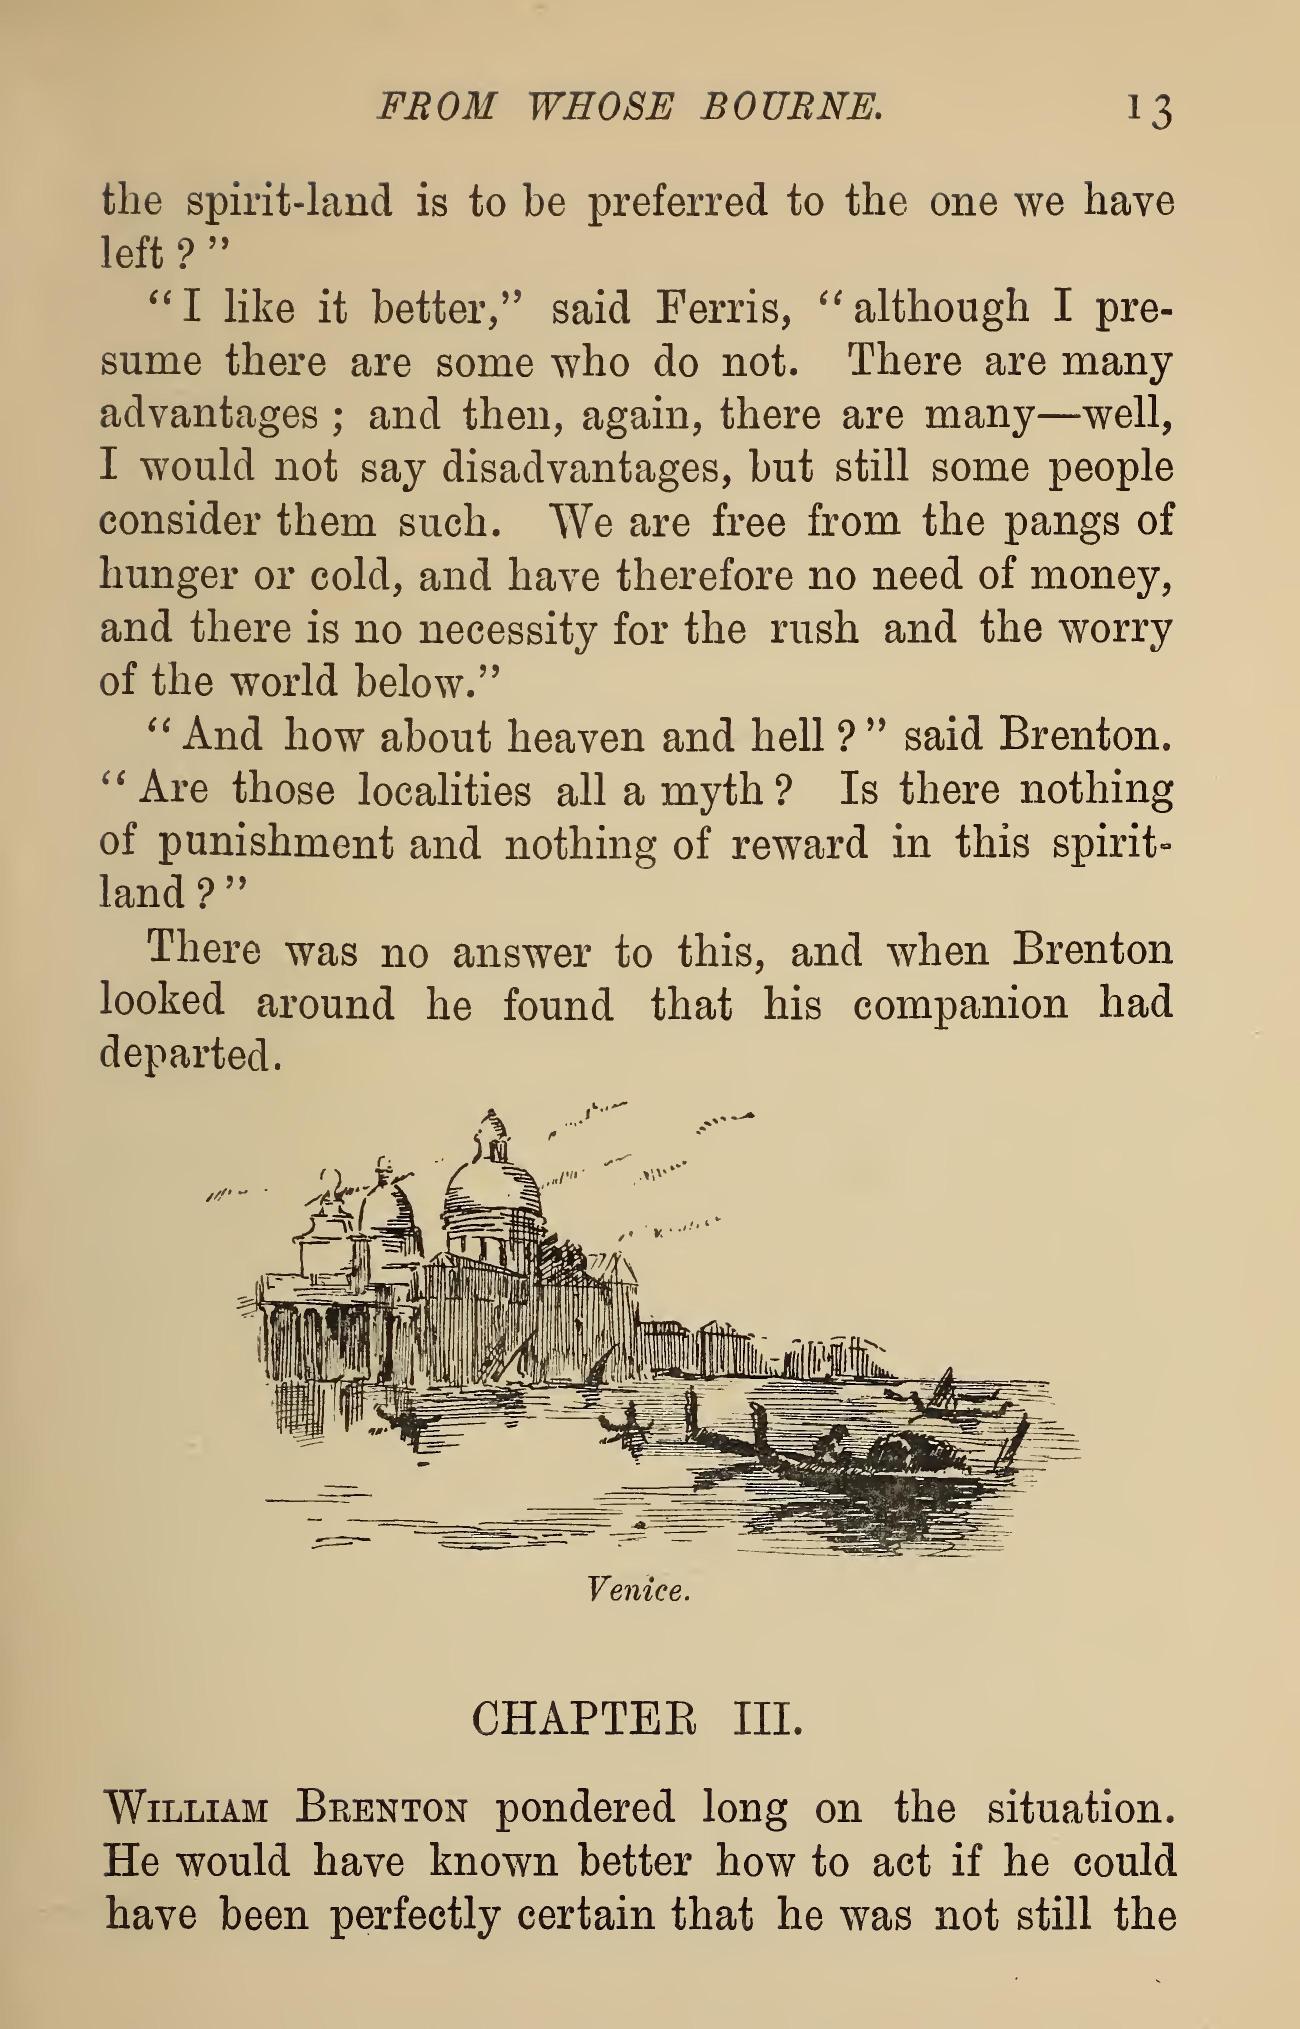 FROM WHOSE BOURNE. 13
the spirit-land is to be preferred to the one we have
left ? ”
“ I like it better,” said Ferris, “ although I pre-
sume there are some who do not. There are many
advantages ; and then, again, there are many—well,
I would not say disadvantages, but still some people
consider them such. We are free from the pangs of
hunger or cold, and have therefore no need of money,
and there is no necessity for the rush and the worry
of the world below.”
“ And how about heaven and hell ? ” said Brenton.
“ Are those localities all a myth ? Is there nothing
of punishment and nothing of reward in this spirit-
land ? ”
There was no answer to this, and when Brenton
looked around he found that his companion had
departed.
Venice.
CHAPTER III.
WILLIAM BRENTON pondered long on the situation.
He would have known better how to act if he could
have been perfectly certain that he was not still the